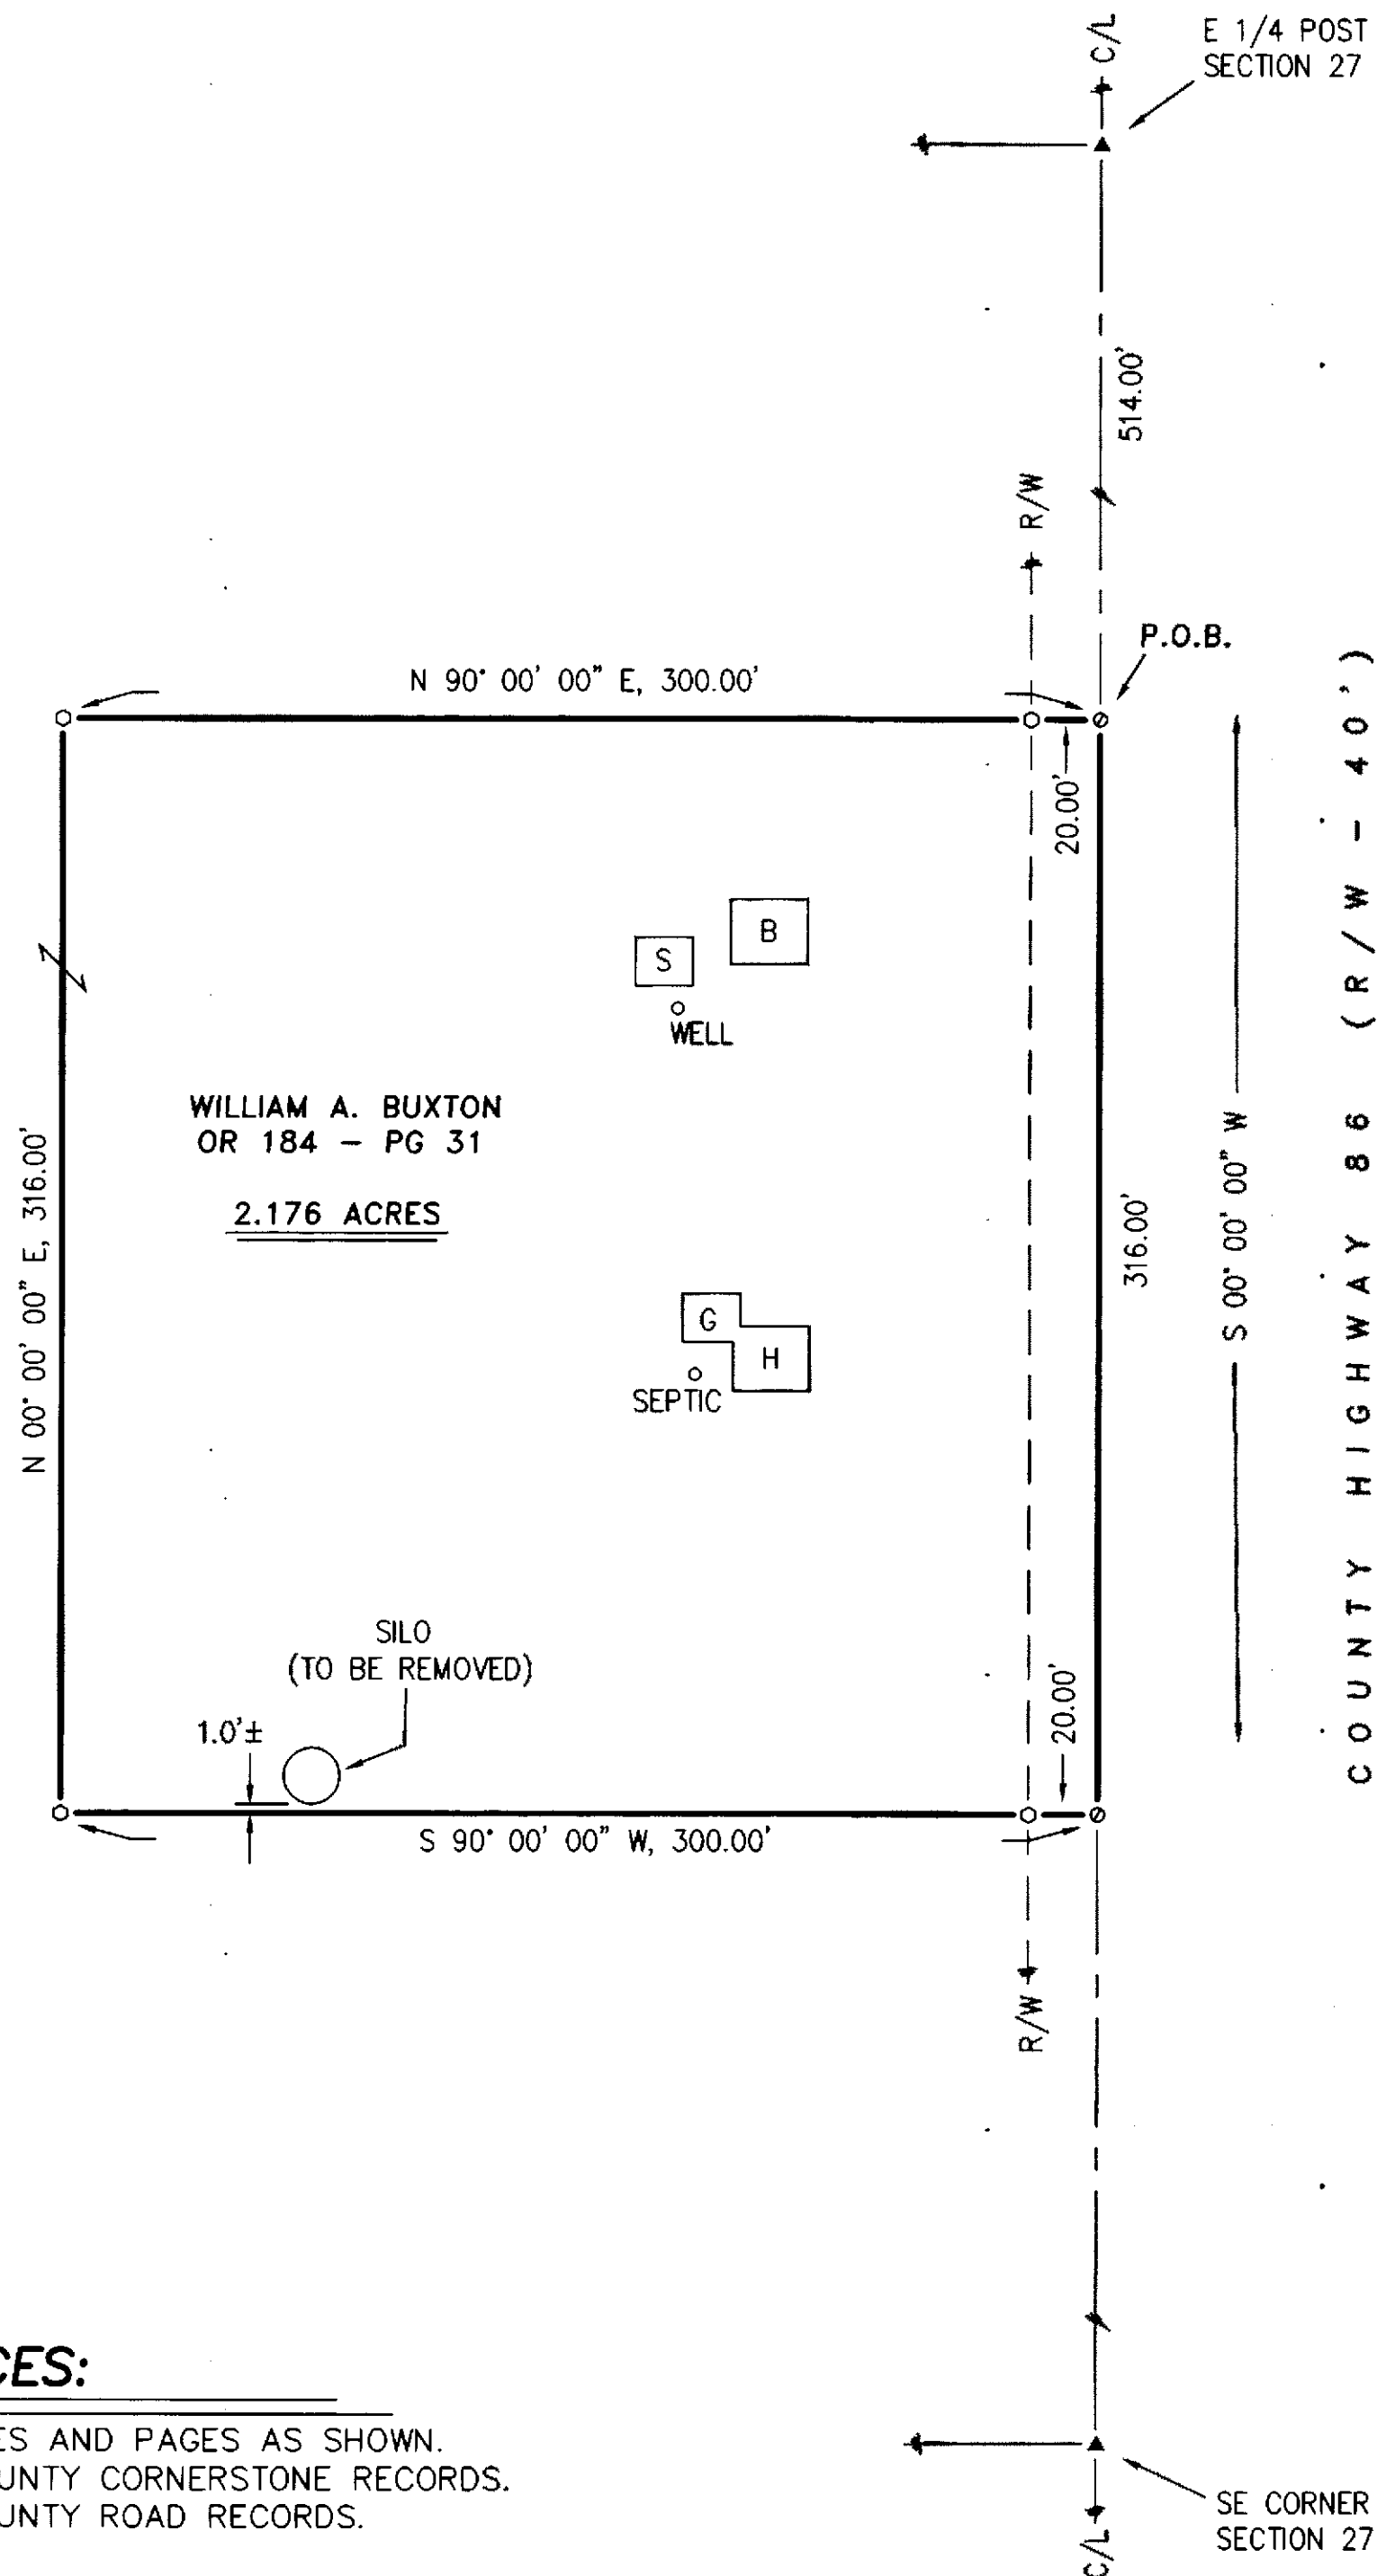 C/L
E 1/4 POST
SECTION 27
514.00'
R/W
P.O.B.
N 90° 00' 00" E, 300.00'
20.00'
COUNTY HIGHWAY 86 (R/W - 40')
B
S
WELL
WILLIAM A. BUXTON
OR 184 - PG 31
2.176 ACRES
N 00° 00' 00" E, 316.00'
316.00'
S 00° 00' 00" W
G
H
SEPTIC
SILO
(TO BE REMOVED)
1.0'±
20.00'
S 90° 00' 00" W, 300.00'
R/W
CES:
ES AND PAGES AS SHOWN.
UNTY CORNERSTONE RECORDS.
UNTY ROAD RECORDS.
SE CORNER
SECTION 27
C/L